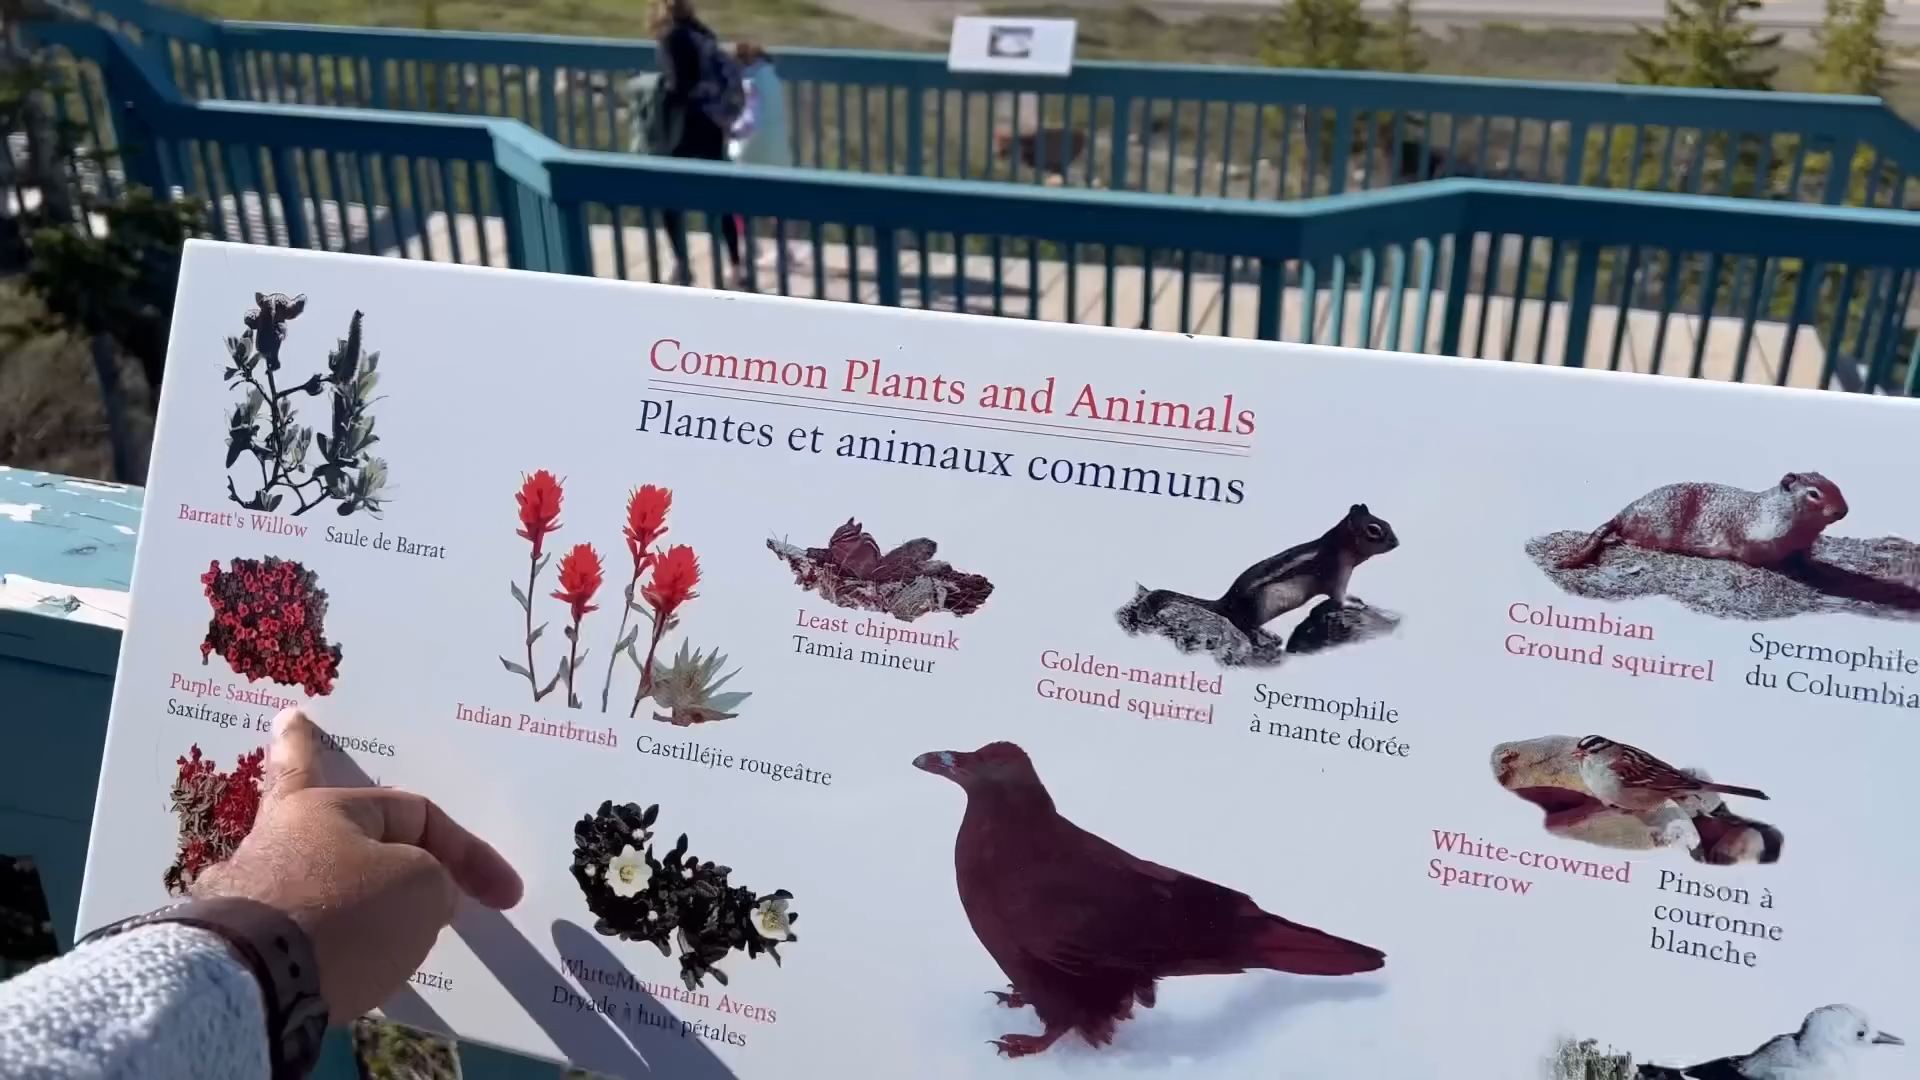 Common Plants and Animals
Plantes et animaux communs
Barratt's Willow
Saule de Barrat
Purple Saxifrage
Saxifrage à
opposées
Indian Paintbrush
Castilléjie rougeâtre
Least chipmunk
Tamia mineur
Golden-mantled
Ground squirrel
Spermophile
à mante dorée
Columbian
Ground squirrel
Spermophile
du Columbia
White-crowned
Sparrow
Pinson à
couronne
blanche
White Mountain Avens
Dryade à huit pétales